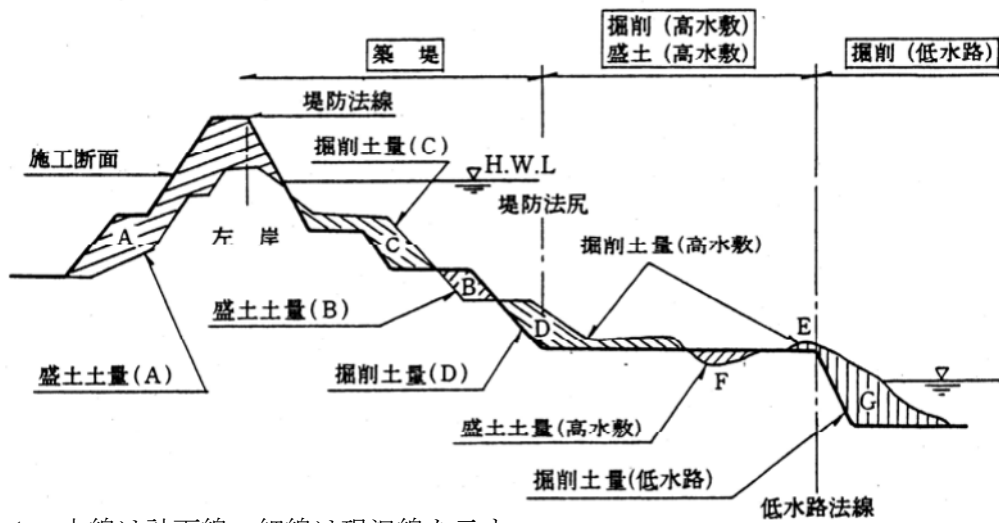 築 堤
掘削(高水敷)
盛土(高水敷)
掘削(低水路)
堤防法線
掘削土量(C)
施工断面
H.W.L
堤防法尻
A
左 岸
C
掘削土量(高水敷)
B
盛土土量(B)
D
E
盛土土量(A)
掘削土量(D)
F
G
盛土土量(高水敷)
掘削土量(低水路)
低水路法線